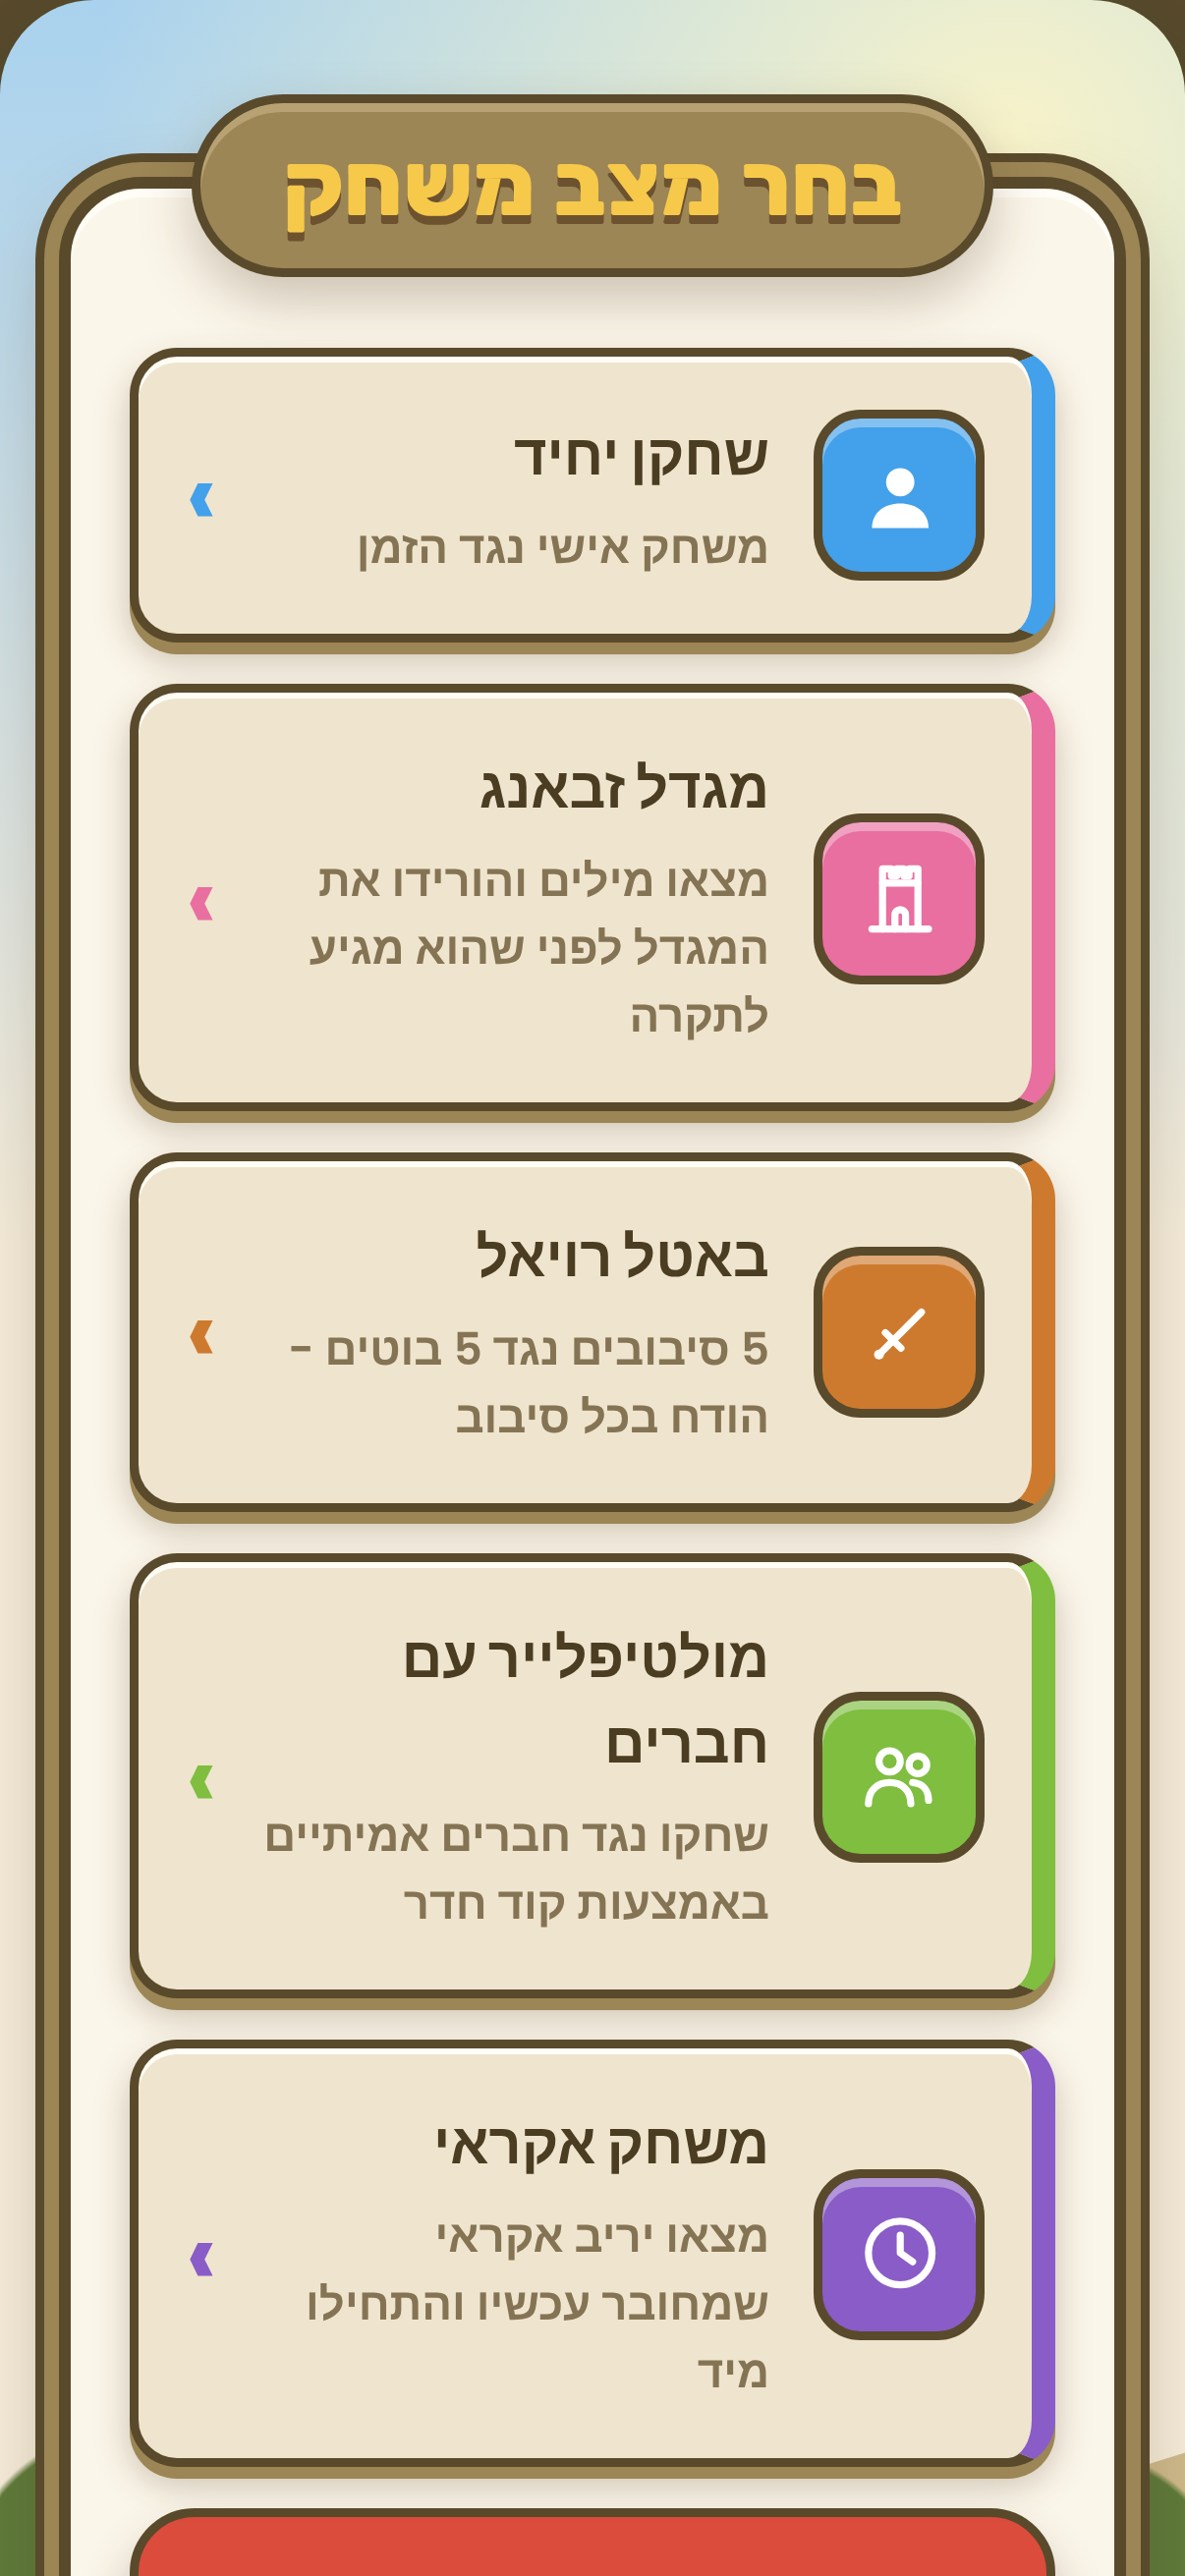 בחר מצב משחק
שחקן יחיד
משחק אישי נגד הזמן
מגדל זבאנג
מצאו מילים והורידו את
המגדל לפני שהוא מגיע
לתקרה
באטל רויאל
5 סיבובים נגד 5 בוטים –
הודח בכל סיבוב
מולטיפלייר עם
חברים
שחקו נגד חברים אמיתיים
באמצעות קוד חדר
משחק אקראי
מצאו יריב אקראי
שמחובר עכשיו והתחילו
מיד